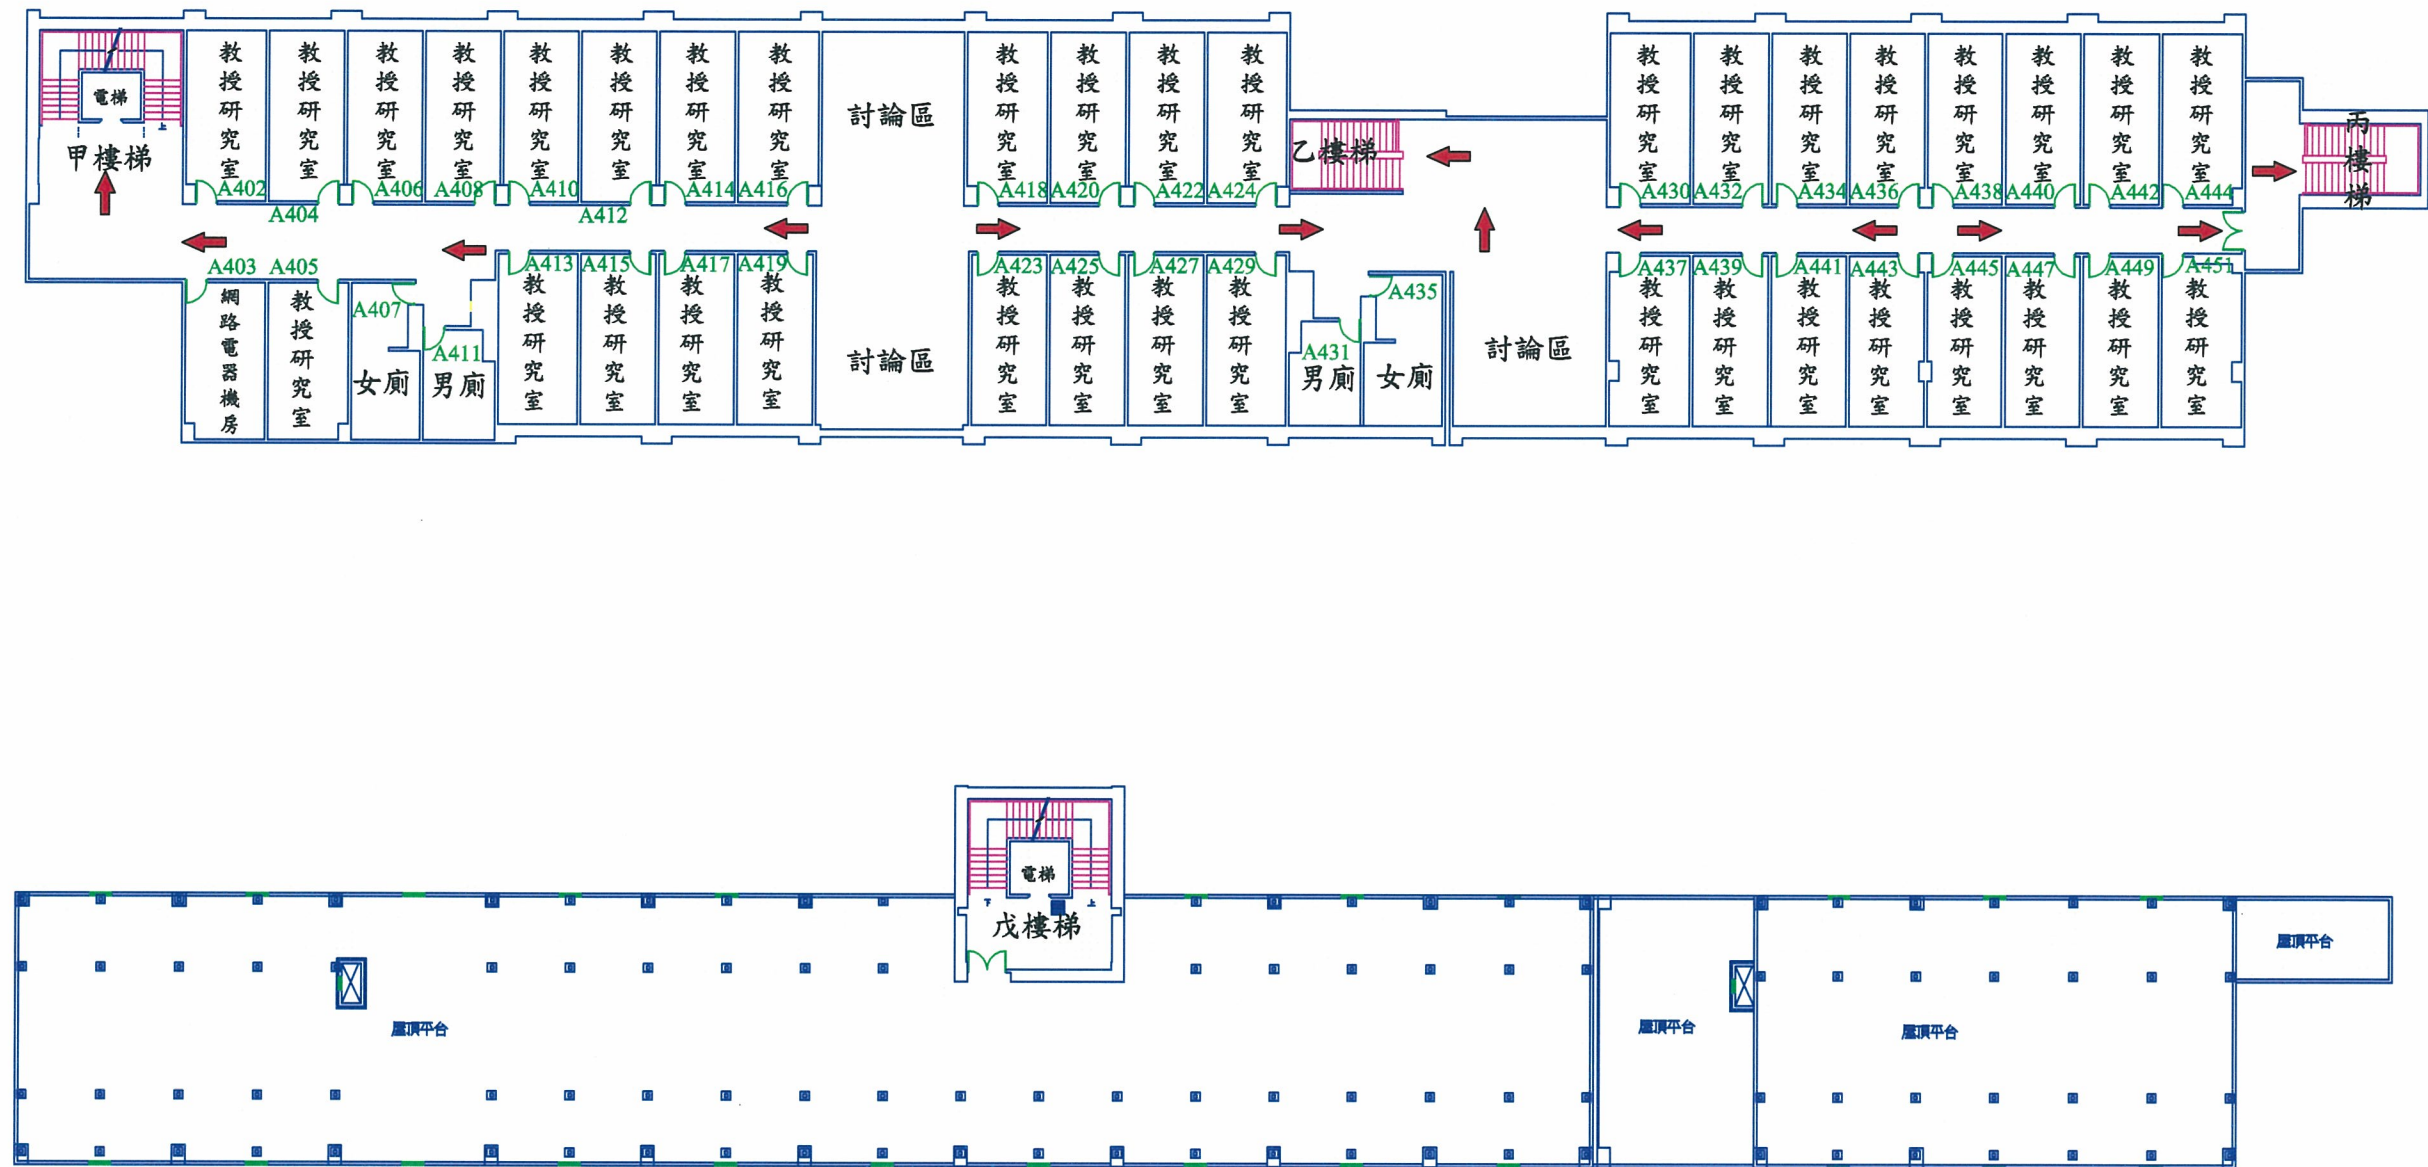 教授研究室
教授研究室
教授研究室
教授研究室
教授研究室
教授研究室
教授研究室
教授研究室
討論區
教授研究室
教授研究室
教授研究室
教授研究室
教授研究室
教授研究室
教授研究室
教授研究室
教授研究室
教授研究室
教授研究室
教授研究室
電梯
上
甲樓梯
乙樓梯
丙樓梯
A402
A404
A406
A408
A410
A412
A414
A416
A418
A420
A422
A424
A430
A432
A434
A436
A438
A440
A442
A444
A403
A405
A407
A411
A413
A415
A417
A419
A423
A425
A427
A429
A431
A435
A437
A439
A441
A443
A445
A447
A449
A451
網路電器機房
教授研究室
女廁
男廁
教授研究室
教授研究室
教授研究室
教授研究室
討論區
教授研究室
教授研究室
教授研究室
教授研究室
男廁
女廁
討論區
教授研究室
教授研究室
教授研究室
教授研究室
教授研究室
教授研究室
教授研究室
教授研究室
電梯
下
上
戊樓梯
屋頂平台
屋頂平台
屋頂平台
屋頂平台